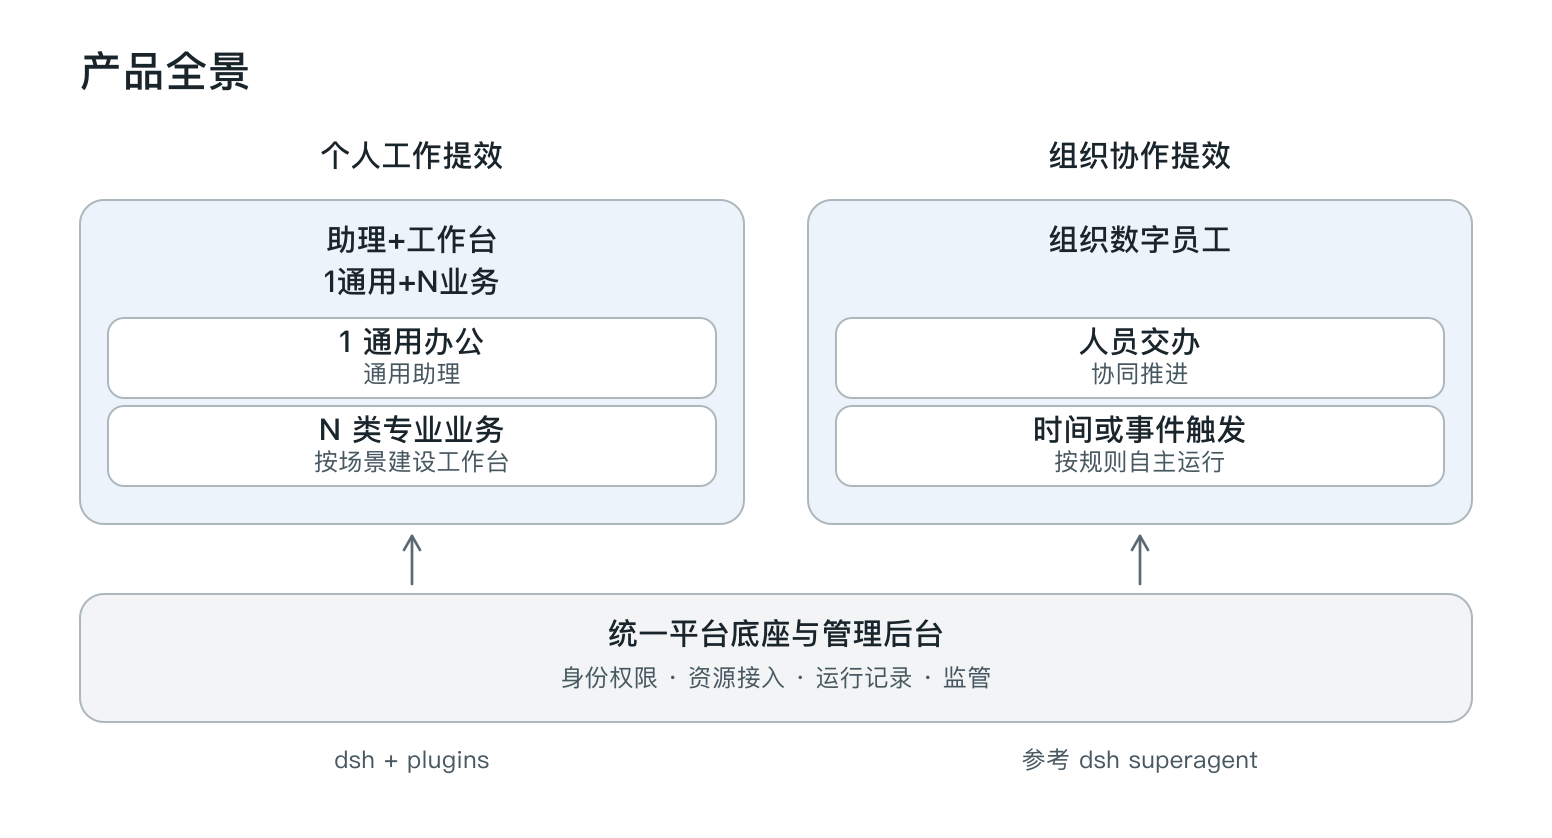 产品全景
个人工作提效
助理+工作台
1通用+N业务
1 通用办公
通用助理
N 类专业业务
按场景建设工作台
组织协作提效
组织数字员工
人员交办
协同推进
时间或事件触发
按规则自主运行
统一平台底座与管理后台
身份权限 · 资源接入 · 运行记录 · 监管
dsh + plugins
参考 dsh superagent